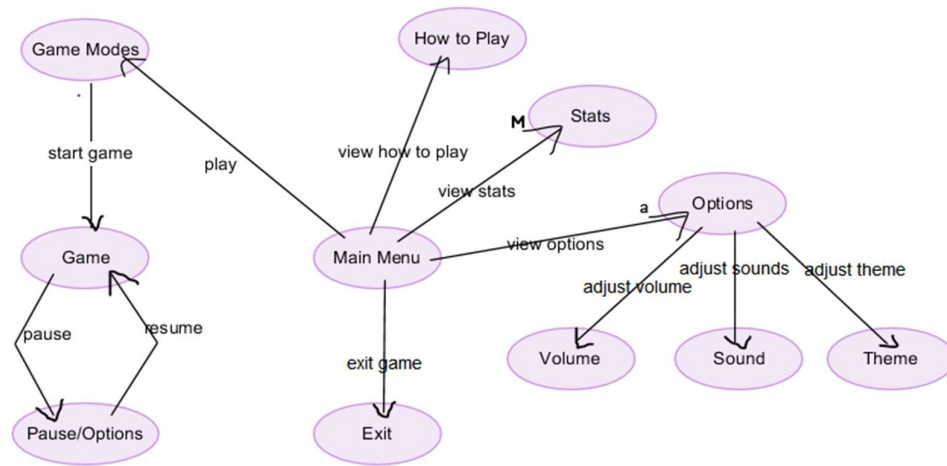 How to Play
Game Modes
Stats
M
start game
view how to play
play
view stats
Options
a
view options
Game
Main Menu
adjust sounds
adjust theme
adjust volume
pause
resume
exit game
Volume
Sound
Theme
Pause/Options
Exit